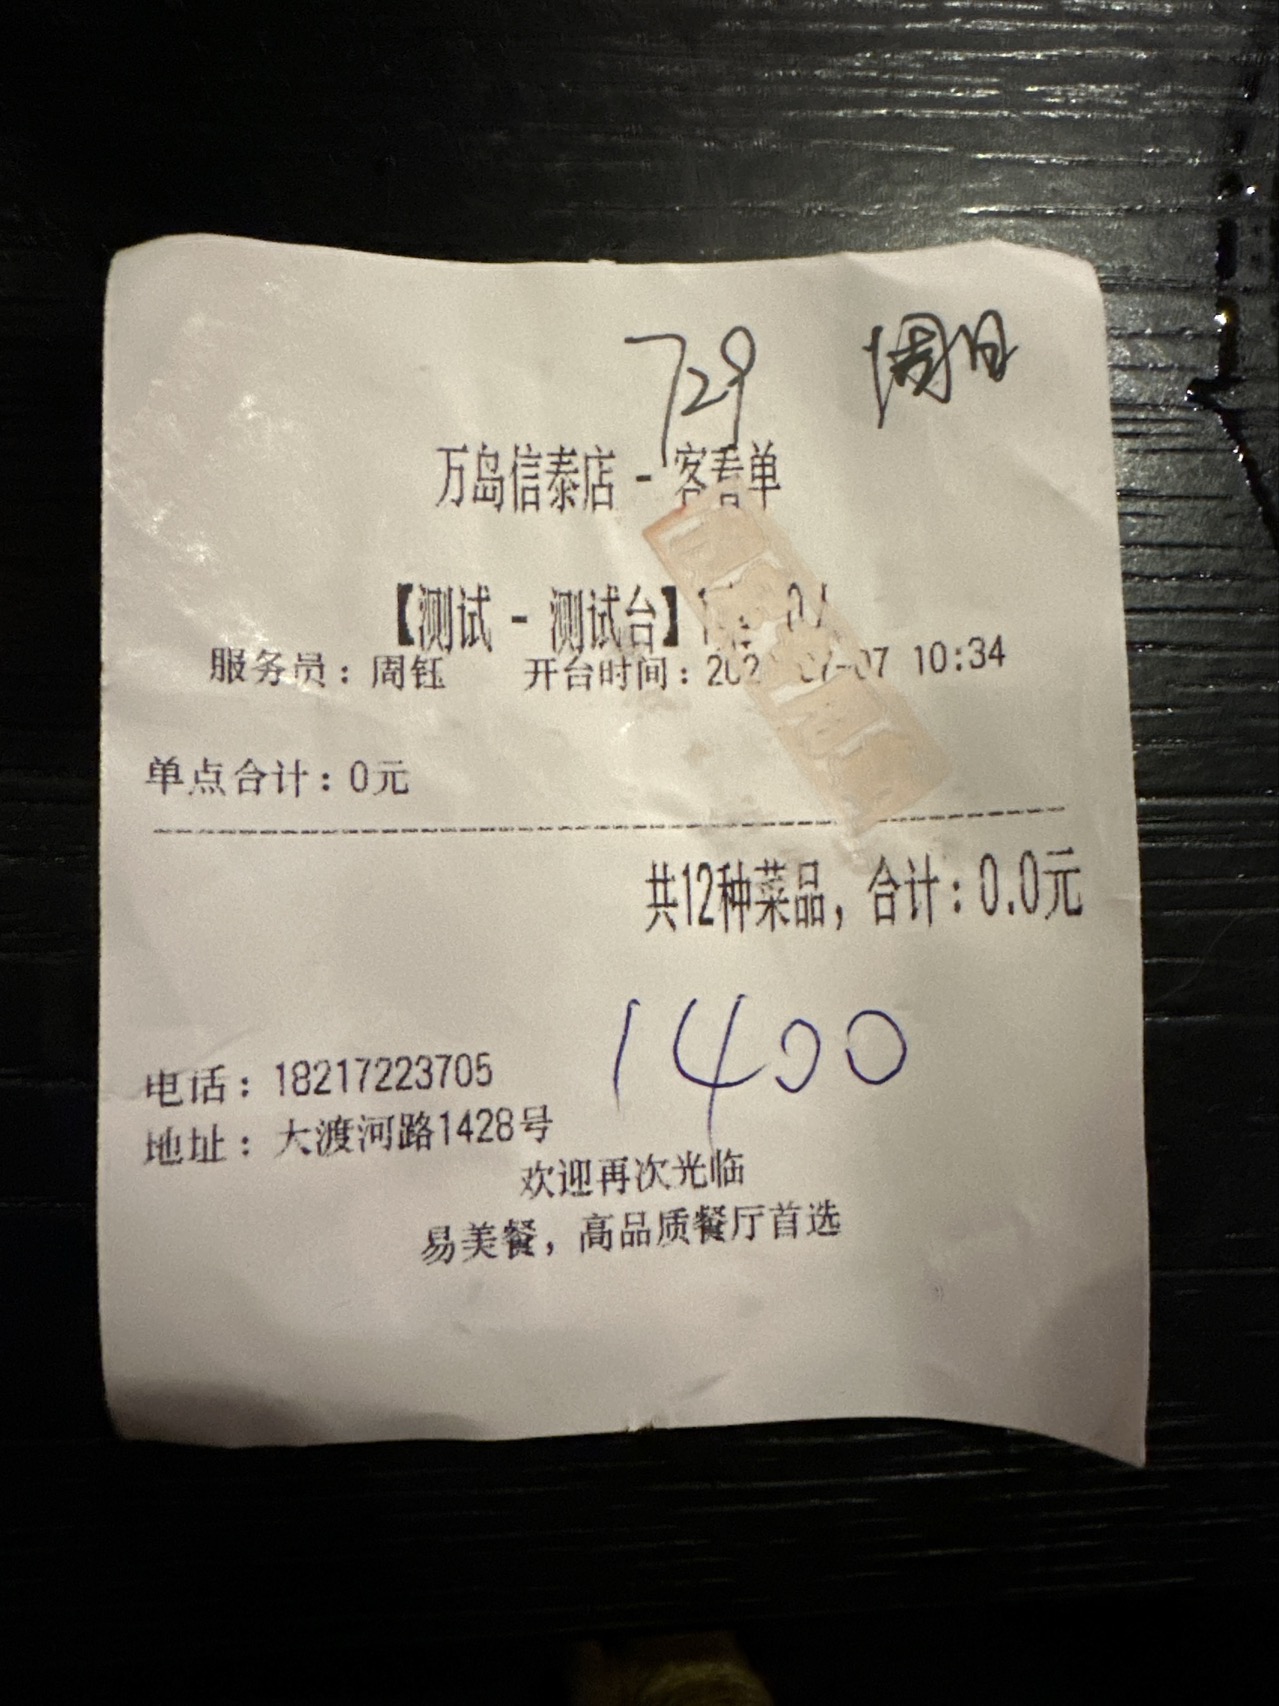 729 周日
万岛信泰店 - 客看单
【测试 - 测试台】
服务员：周钰 开台时间：202 07-07 10:34
单点合计：0元
共12种菜品，合计：0.0元
1400
电话：18217223705
地址：大渡河路1428号
欢迎再次光临
易美餐，高品质餐厅首选